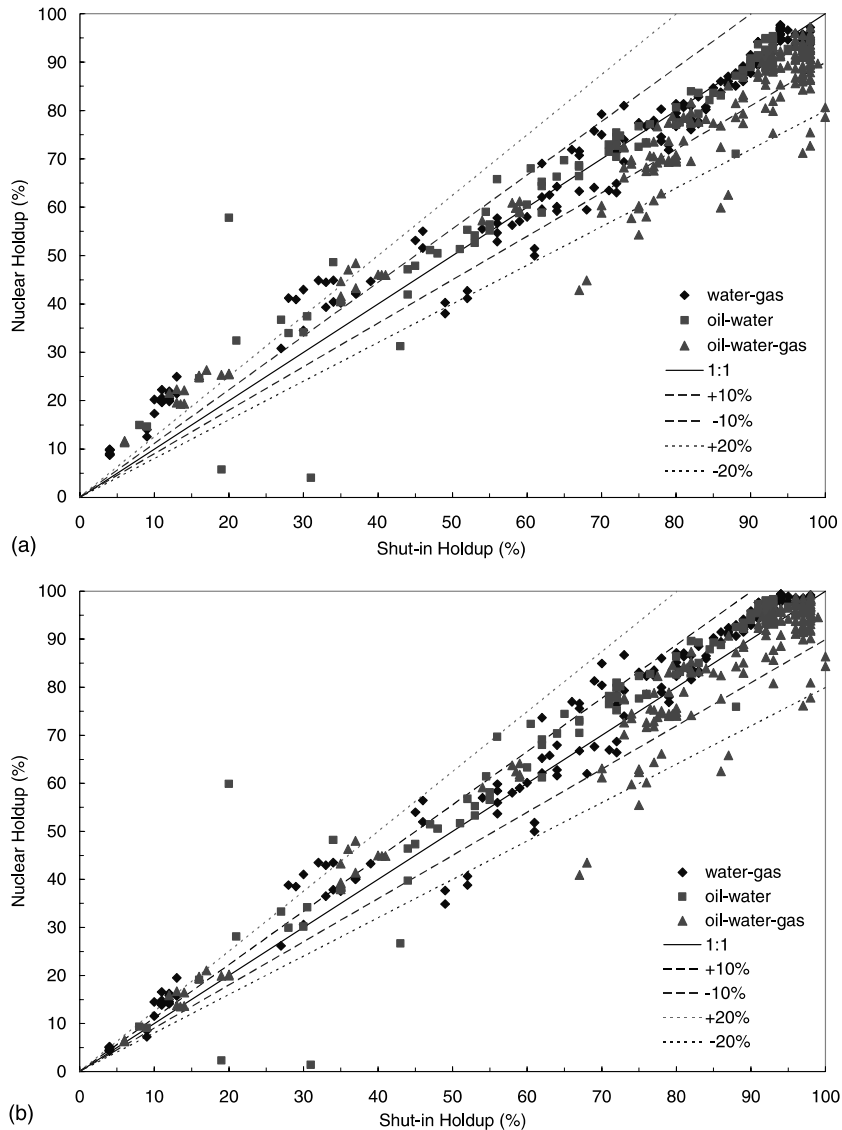 100
90
80
70
60
50
40
30
20
10
0
Nuclear Holdup (%)
water-gas
oil-water
oil-water-gas
1:1
+10%
-10%
+20%
-20%
0 10 20 30 40 50 60 70 80 90 100
(a)
Shut-in Holdup (%)
100
90
80
70
60
50
40
30
20
10
0
Nuclear Holdup (%)
water-gas
oil-water
oil-water-gas
1:1
+10%
-10%
+20%
-20%
0 10 20 30 40 50 60 70 80 90 100
(b)
Shut-in Holdup (%)